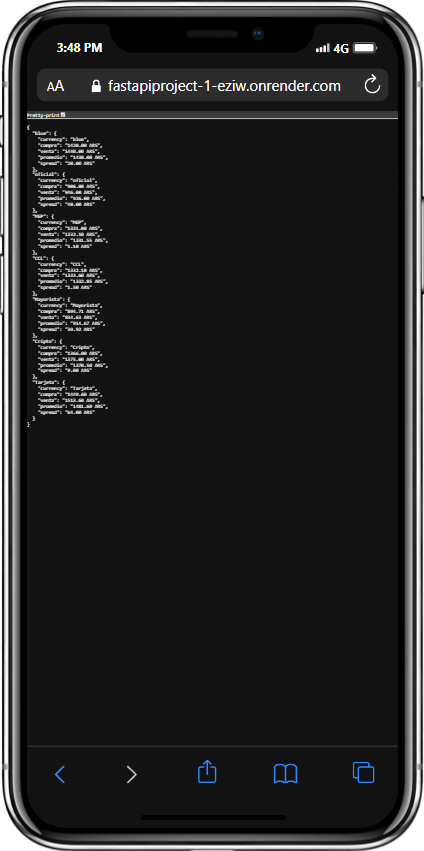 3:48 PM
4G
AA
fastapiproject-1-eziw.onrender.com
Pretty-print
{
"blue": {
"currency": "blue",
"compra": "1420.00 ARS",
"venta": "1440.00 ARS",
"promedio": "1430.00 ARS",
"spread": "20.00 ARS"
},
"oficial": {
"currency": "oficial",
"compra": "906.00 ARS",
"venta": "946.00 ARS",
"promedio": "926.00 ARS",
"spread": "40.00 ARS"
},
"MEP": {
"currency": "MEP",
"compra": "1331.00 ARS",
"venta": "1332.10 ARS",
"promedio": "1331.55 ARS",
"spread": "1.10 ARS"
},
"CCL": {
"currency": "CCL",
"compra": "1332.10 ARS",
"venta": "1333.60 ARS",
"promedio": "1332.85 ARS",
"spread": "1.50 ARS"
},
"Mayorista": {
"currency": "Mayorista",
"compra": "894.71 ARS",
"venta": "934.63 ARS",
"promedio": "914.67 ARS",
"spread": "39.92 ARS"
},
"Cripto": {
"currency": "Cripto",
"compra": "1366.00 ARS",
"venta": "1375.00 ARS",
"promedio": "1370.50 ARS",
"spread": "9.00 ARS"
},
"Tarjeta": {
"currency": "Tarjeta",
"compra": "1449.60 ARS",
"venta": "1513.60 ARS",
"promedio": "1481.60 ARS",
"spread": "64.00 ARS"
}
}